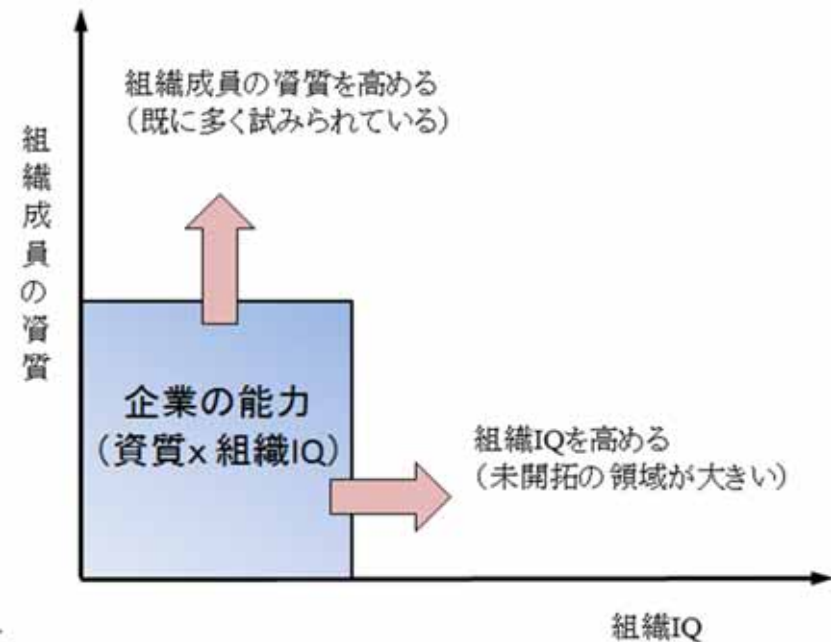 組織成員の資質を高める
（既に多く試みられている）
組織成員の資質
企業の能力
（資質x 組織IQ）
組織IQを高める
（未開拓の領域が大きい）
組織IQ